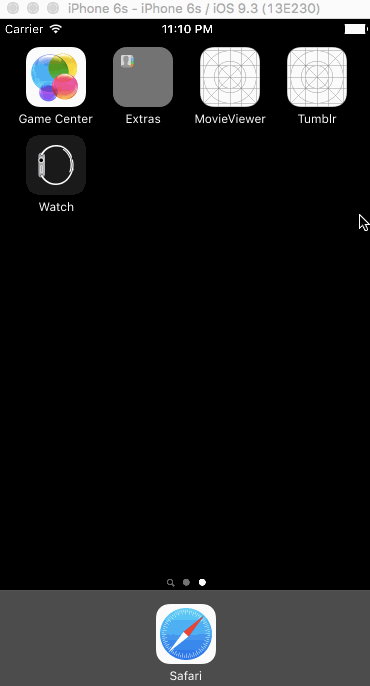 iPhone 6s - iPhone 6s / iOS 9.3 (13E230)
Carrier 11:10 PM
Game Center Extras MovieViewer Tumblr
Watch
Safari